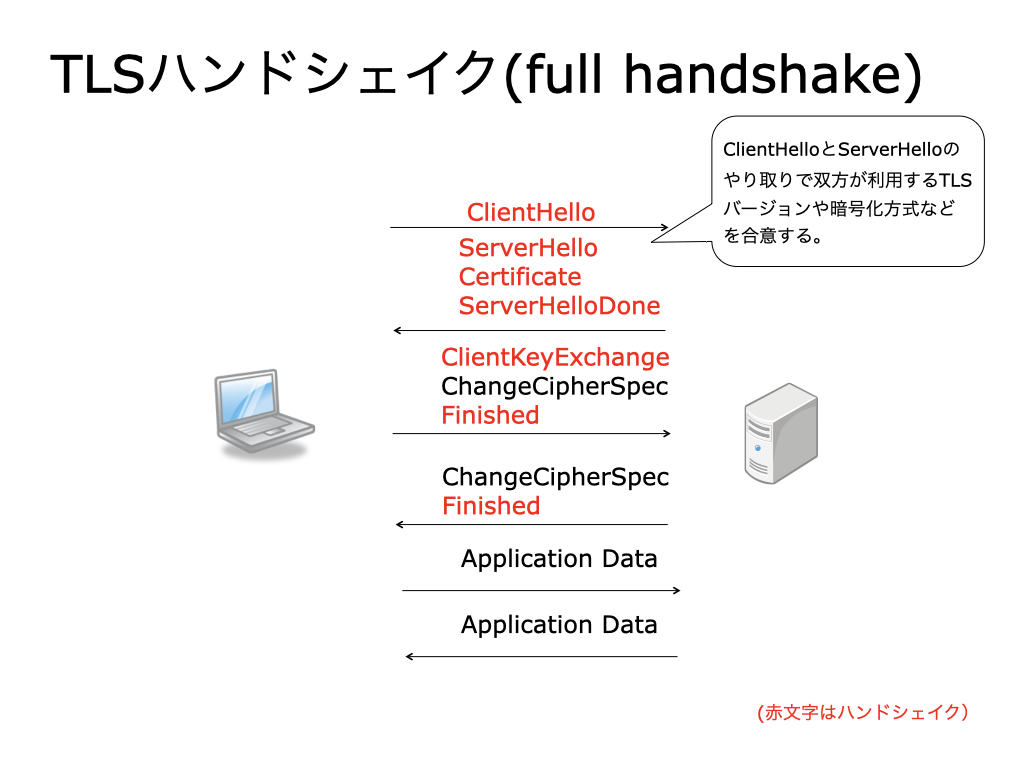 TLSハンドシェイク(full handshake)
ClientHelloとServerHelloの
やり取りで双方が利用するTLS
バージョンや暗号化方式など
を合意する。
ClientHello
ServerHello
Certificate
ServerHelloDone
ClientKeyExchange
ChangeCipherSpec
Finished
ChangeCipherSpec
Finished
Application Data
Application Data
(赤文字はハンドシェイク）